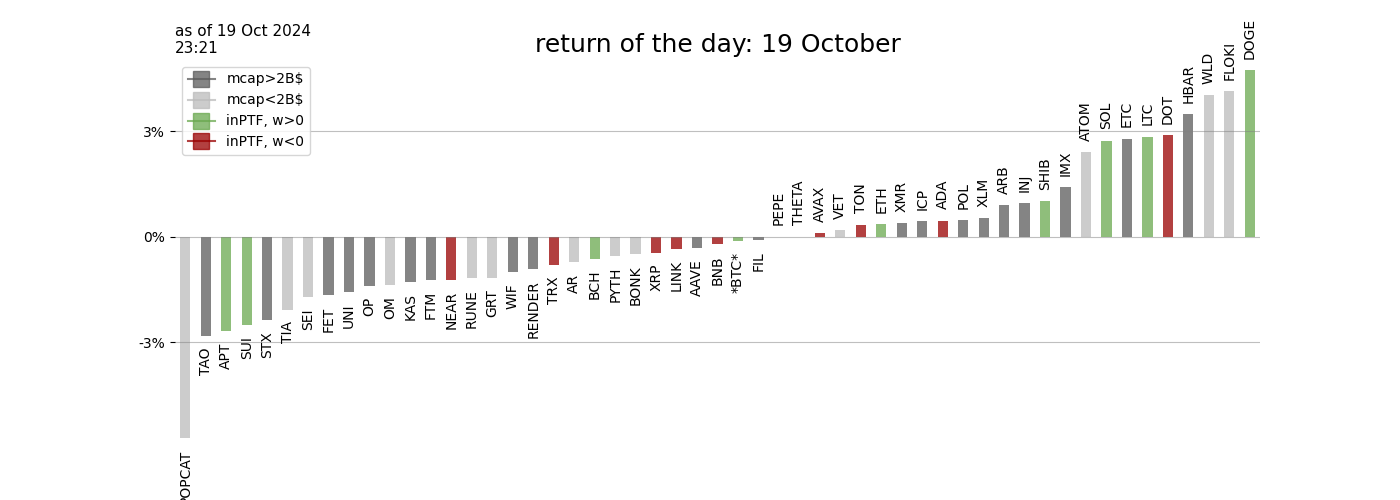 as of 19 Oct 2024
23:21
return of the day: 19 October
mcap>2B$
mcap<2B$
inPTF, w>0
inPTF, w<0
3%
0%
-3%
POPCAT
TAO
APT
SUI
STX
TIA
SEI
FET
UNI
OP
OM
KAS
FTM
NEAR
RUNE
GRT
WIF
RENDER
TRX
AR
BCH
PYTH
BONK
XRP
LINK
AAVE
BNB
*BTC*
FIL
PEPE
THETA
AVAX
VET
TON
ETH
XMR
ICP
ADA
POL
XLM
ARB
INJ
SHIB
IMX
ATOM
SOL
ETC
LTC
DOT
HBAR
WLD
FLOKI
DOGE